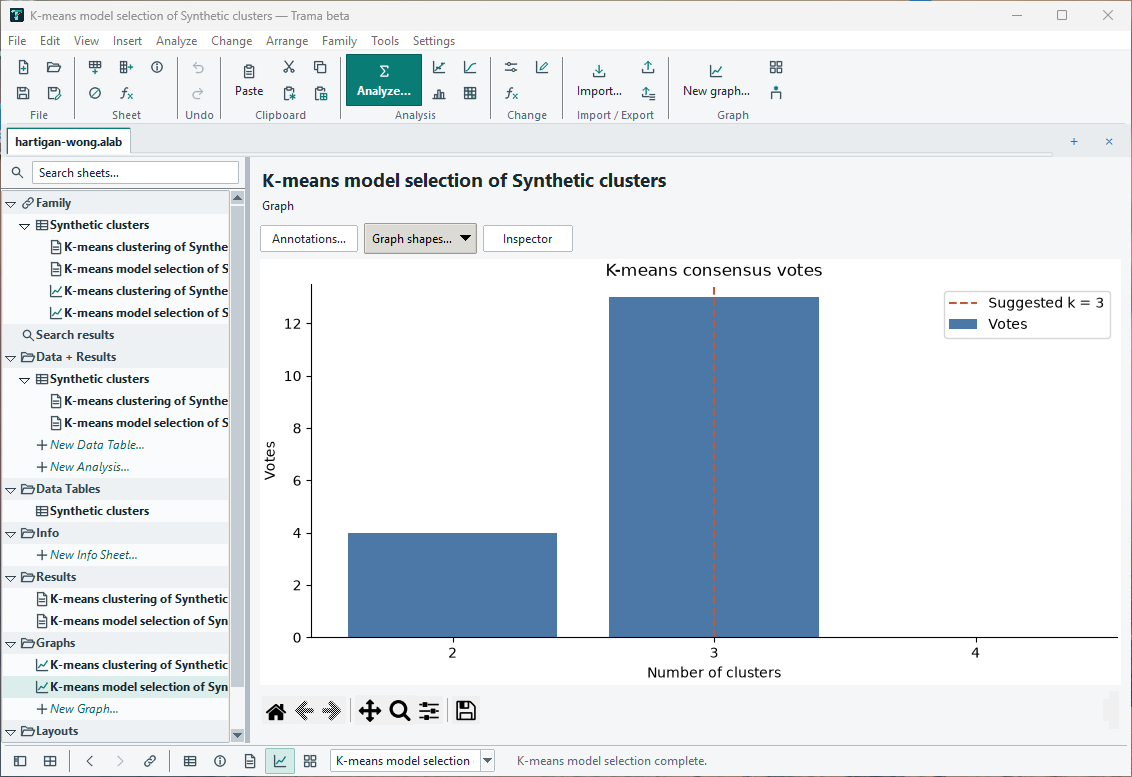 K-means model selection of Synthetic clusters — Trama beta
File Edit View Insert Analyze Change Arrange Family Tools Settings
Paste Analyze... Import... New graph...
File Sheet Undo Clipboard Analysis Change Import / Export Graph
hartigan-wong.alab
Search sheets...
Family
Synthetic clusters
K-means clustering of Synthe
K-means model selection of S
K-means clustering of Synthe
K-means model selection of S
Search results
Data + Results
Synthetic clusters
K-means clustering of Synthe
K-means model selection of S
New Data Table...
New Analysis...
Data Tables
Synthetic clusters
Info
New Info Sheet...
Results
K-means clustering of Synthetic
K-means model selection of Syn
Graphs
K-means clustering of Synthetic
K-means model selection of Syn
New Graph...
Layouts
K-means model selection of Synthetic clusters
Graph
Annotations... Graph shapes... Inspector
K-means consensus votes
Suggested k = 3
Votes
12
10
8
6
4
2
0
Votes
2 3 4
Number of clusters
K-means model selection K-means model selection complete.